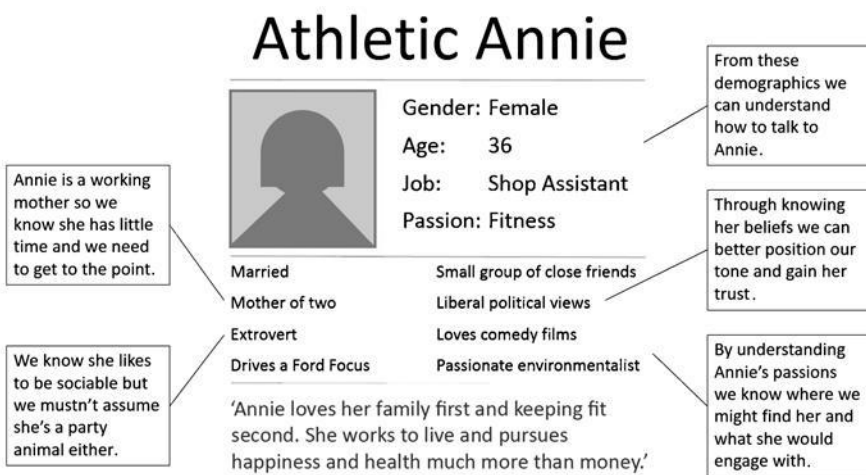 Athletic Annie
Gender: Female
Age: 36
Job: Shop Assistant
Passion: Fitness
From these
demographics we
can understand
how to talk to
Annie.
Annie is a working
mother so we
know she has little
time and we need
to get to the point.
Through knowing
her beliefs we can
better position our
tone and gain her
trust.
Married
Mother of two
Extrovert
Drives a Ford Focus
Small group of close friends
Liberal political views
Loves comedy films
Passionate environmentalist
We know she likes
to be sociable but
we mustn't assume
she's a party
animal either.
By understanding
Annie's passions
we know where we
might find her and
what she would
engage with.
‘Annie loves her family first and keeping fit
second. She works to live and pursues
happiness and health much more than money.’